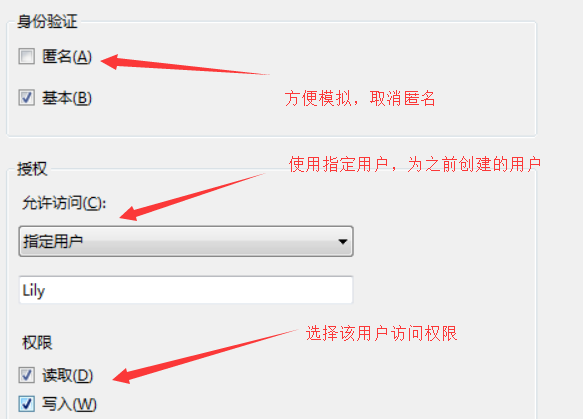 身份验证
匿名(A)
基本(B)
方便模拟，取消匿名
授权
使用指定用户，为之前创建的用户
允许访问(C):
指定用户
Lily
权限
选择该用户访问权限
读取(D)
写入(W)